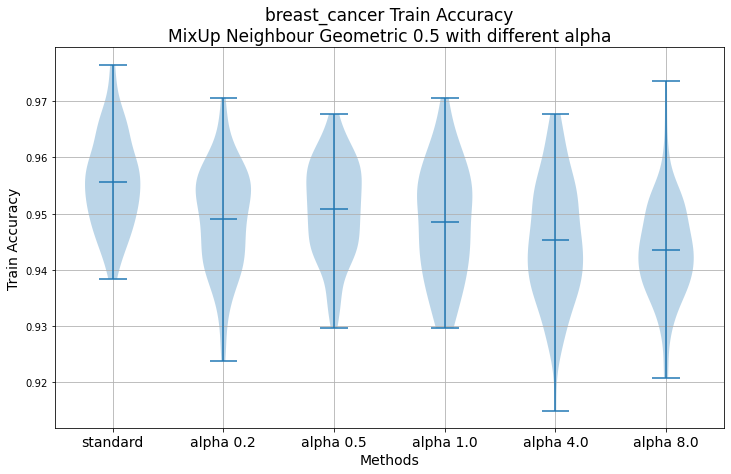 breast_cancer Train Accuracy
MixUp Neighbour Geometric 0.5 with different alpha
Train Accuracy
0.97
0.96
0.95
0.94
0.93
0.92
standard alpha 0.2 alpha 0.5 alpha 1.0 alpha 4.0 alpha 8.0
Methods